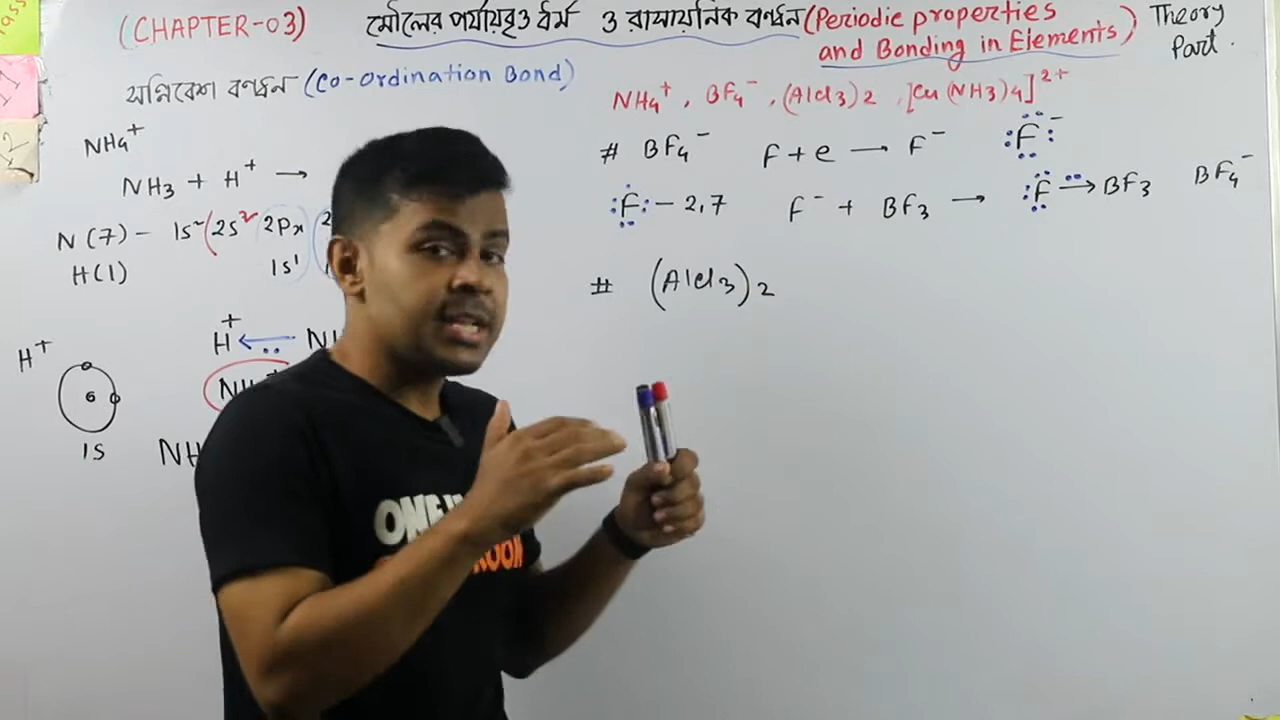 (CHAPTER-03)
মৌলের পর্যায়বৃত্ত ধর্ম ও রাসায়নিক বন্ধন (Periodic properties
and Bonding in Elements)
Theory
Part.
সন্নিবেশ বন্ধন (Co-ordination Bond)
NH4+, BF4-, (AlCl3)2, [Cu(NH3)4]2+
NH4+
NH3 + H+ →
N(7) - 1s2 2s2 2Px
H(1) 1s1
H+
H+ ←
1s
# BF4- F+e → F- :F:-
:F: - 2,7 F- + BF3 → :F → BF3 BF4-
# (AlCl3)2